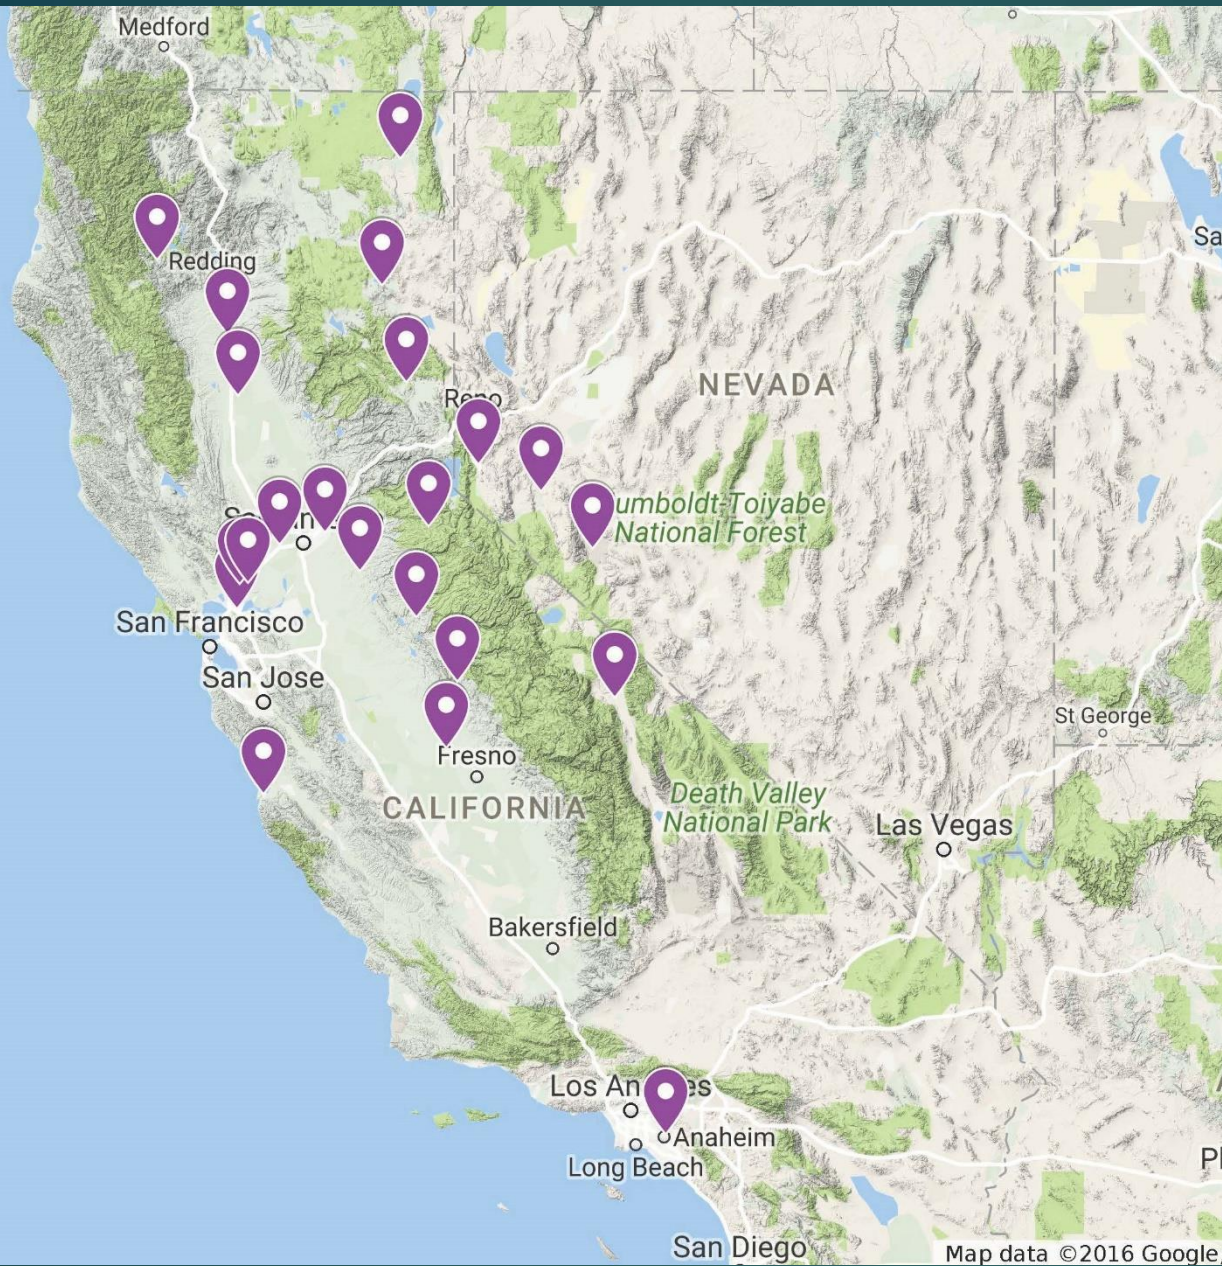 Medford
Redding
Sa
NEVADA
Reno
umboldt-Toiyabe
National Forest
San Francisco
San Jose
St George
Fresno
CALIFORNIA
Death Valley
National Park
Las Vegas
Bakersfield
Los An es
Anaheim
Long Beach
Pl
San Diego
Map data ©2016 Google,